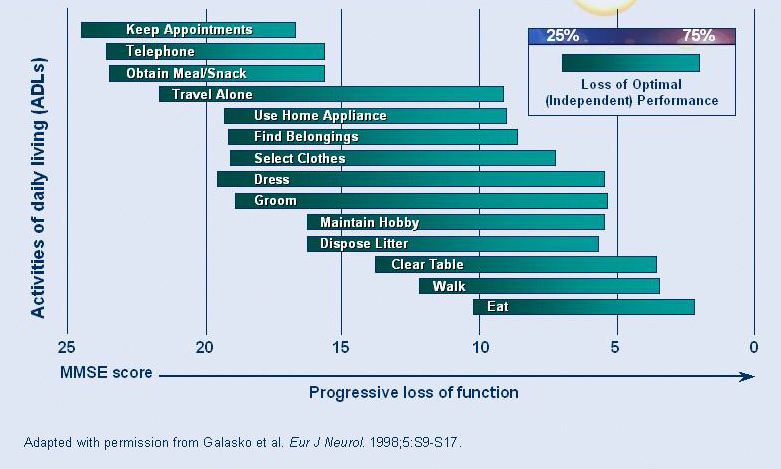 Activities of daily living (ADLs)
Keep Appointments
Telephone
Obtain Meal/Snack
Travel Alone
Use Home Appliance
Find Belongings
Select Clothes
Dress
Groom
Maintain Hobby
Dispose Litter
Clear Table
Walk
Eat
25% 75%
Loss of Optimal
(Independent) Performance
25 20 15 10 5 0
MMSE score
Progressive loss of function
Adapted with permission from Galasko et al. Eur J Neurol. 1998;5:S9-S17.